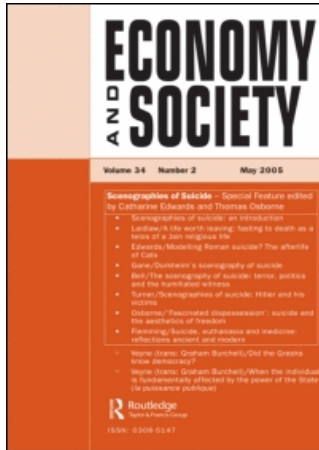 ECONOMY
AND
SOCIETY
Volume 34 Number 2 May 2005
Scenographies of Suicide – Special Feature edited
by Catharine Edwards and Thomas Osborne
• Scenographies of suicide: an introduction
• Laidlaw/A life worth leaving: fasting to death as a
telos of a Jain religious life
• Edwards/Modelling Roman suicide? The afterlife
of Cato
• Gane/Durkheim's scenography of suicide
• Bell/The scenography of suicide: terror, politics
and the humiliated witness
• Turner/Scenographies of suicide: Hitler and his
victims
• Osborne/'Fascinated dispossession': suicide and
the aesthetics of freedom
• Flemming/Suicide, euthanasia and medicine:
reflections ancient and modern
Veyne (trans: Graham Burchell)/Did the Greeks
know democracy?
Veyne (trans: Graham Burchell)/When the individual
is fundamentally affected by the power of the State
(la puissance publique)
R Routledge
Taylor & Francis Group
ISSN: 0308-5147